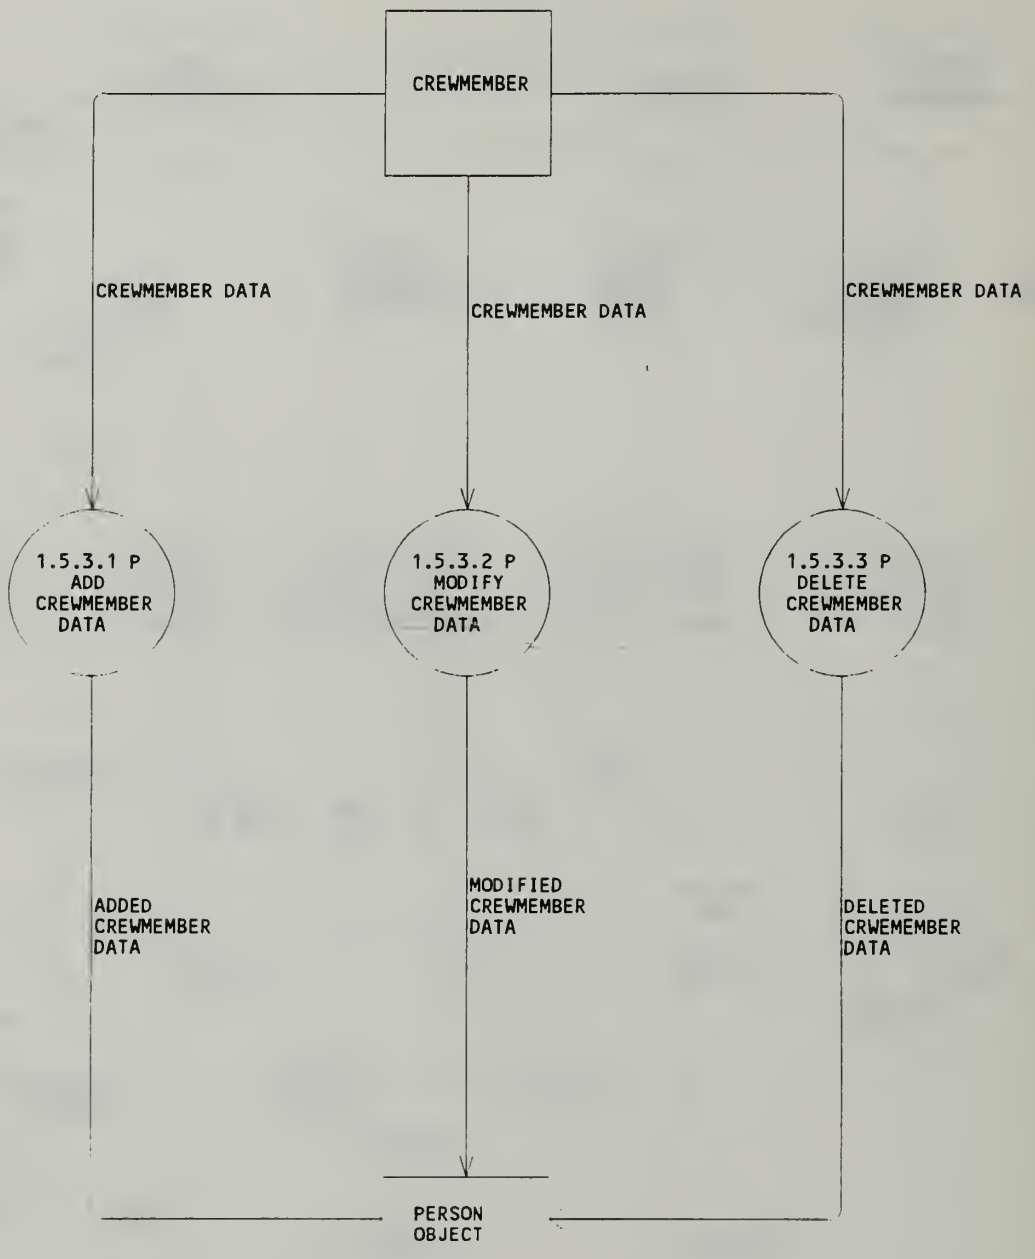 CREWMEMBER
CREWMEMBER DATA
CREWMEMBER DATA
CREWMEMBER DATA
1.5.3.1 P
ADD
CREWMEMBER
DATA
1.5.3.2 P
MODIFY
CREWMEMBER
DATA
1.5.3.3 P
DELETE
CREWMEMBER
DATA
ADDED
CREWMEMBER
DATA
MODIFIED
CREWMEMBER
DATA
DELETED
CRWEMEMBER
DATA
PERSON
OBJECT